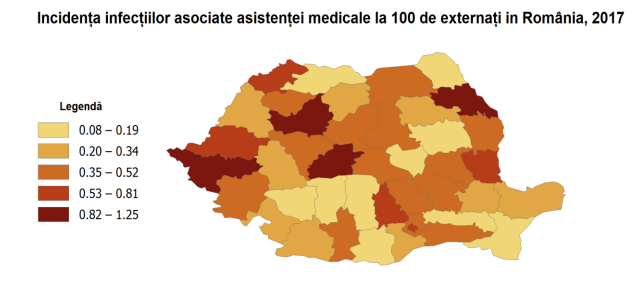 Incidența infecțiilor asociate asistenței medicale la 100 de externați in România, 2017
Legendă
0.08 – 0.19
0.20 – 0.34
0.35 – 0.52
0.53 – 0.81
0.82 – 1.25